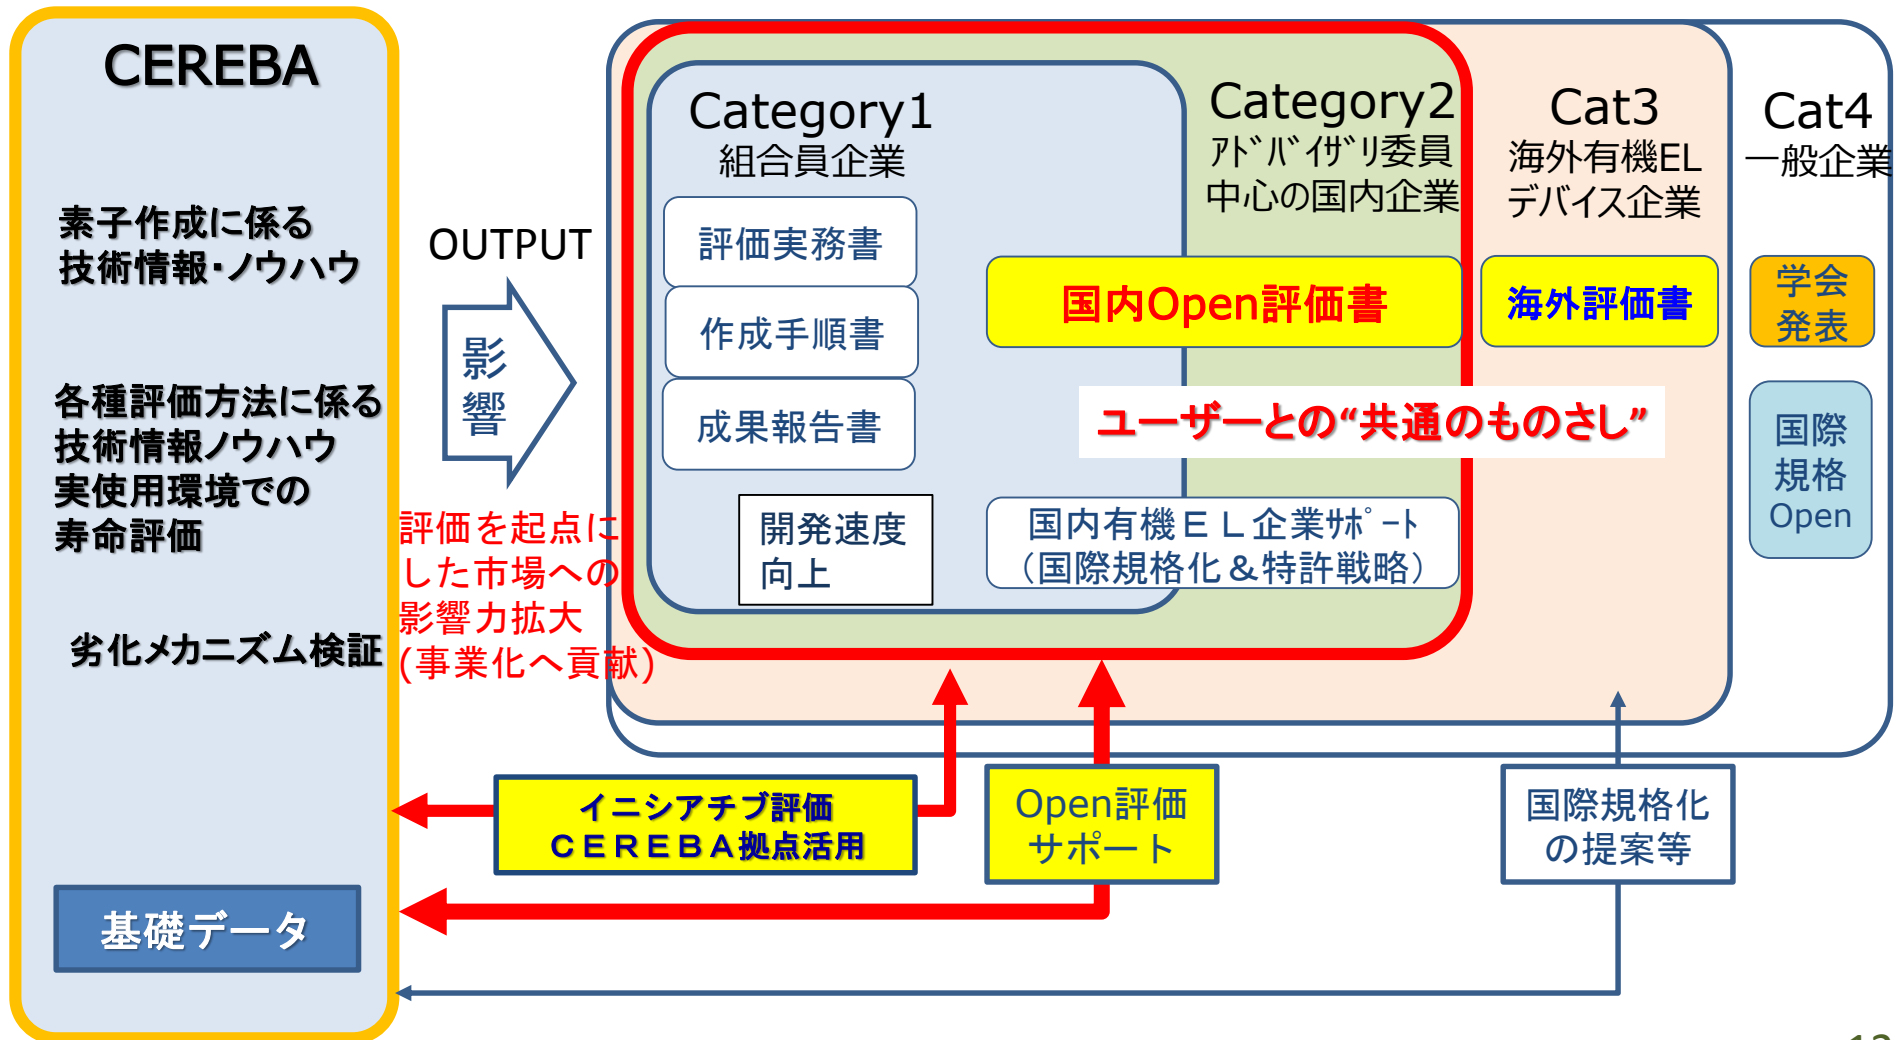 CEREBA
素子作成に係る
技術情報・ノウハウ
各種評価方法に係る
技術情報ノウハウ
実使用環境での
寿命評価
劣化メカニズム検証
基礎データ
OUTPUT
影
響
評価を起点に
した市場への
影響力拡大
(事業化へ貢献)
Category1
組合員企業
評価実務書
作成手順書
成果報告書
開発速度
向上
Category2
ｱﾄﾞﾊﾞｲｻﾞﾘ委員
中心の国内企業
国内Open評価書
ユーザーとの“共通のものさし”
国内有機ＥＬ企業ｻﾎﾟｰﾄ
（国際規格化＆特許戦略）
Cat3
海外有機EL
デバイス企業
海外評価書
Cat4
一般企業
学会
発表
国際
規格
Open
イニシアチブ評価
ＣＥＲＥＢＡ拠点活用
Open評価
サポート
国際規格化
の提案等